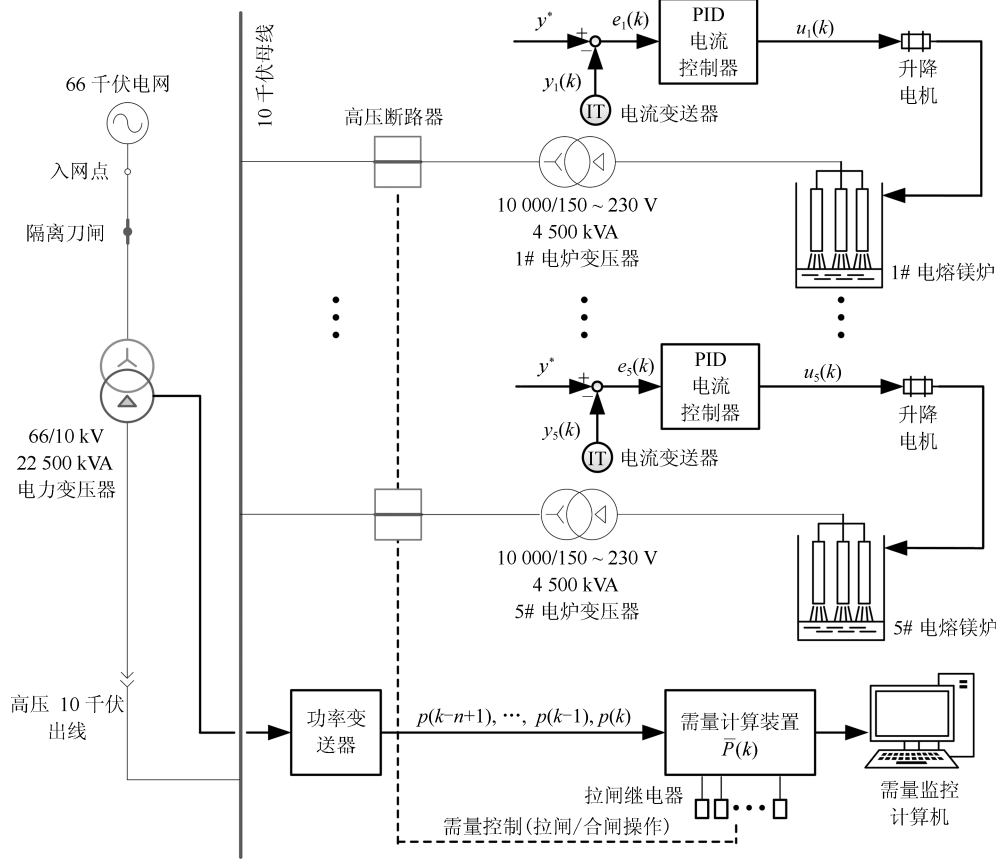 66 千伏电网
入网点
隔离刀闸
66/10 kV
22 500 kVA
电力变压器
高压 10 千伏
出线
10 千伏母线
高压断路器
y*
+
−
e₁(k)
PID
电流
控制器
u₁(k)
升降
电机
y₁(k)
IT
电流变送器
10 000/150 ~ 230 V
4 500 kVA
1# 电炉变压器
1# 电熔镁炉
y*
+
−
e₅(k)
PID
电流
控制器
u₅(k)
升降
电机
y₅(k)
IT
电流变送器
10 000/150 ~ 230 V
4 500 kVA
5# 电炉变压器
5# 电熔镁炉
功率变
送器
p(k−n+1), ⋯, p(k−1), p(k)
需量计算装置
P̅(k)
拉闸继电器
需量控制(拉闸/合闸操作)
需量监控
计算机